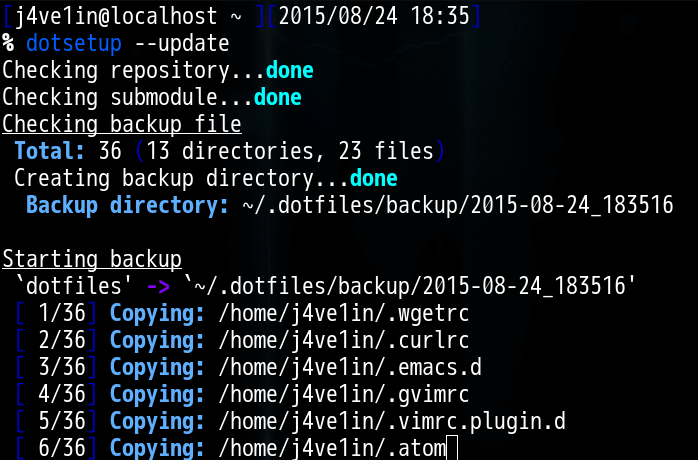 [j4ve1in@localhost ~ ][2015/08/24 18:35]
% dotsetup --update
Checking repository...done
Checking submodule...done
Checking backup file
 Total: 36 (13 directories, 23 files)
 Creating backup directory...done
  Backup directory: ~/.dotfiles/backup/2015-08-24_183516

Starting backup
 `dotfiles' -> `~/.dotfiles/backup/2015-08-24_183516'
 [ 1/36] Copying: /home/j4ve1in/.wgetrc
 [ 2/36] Copying: /home/j4ve1in/.curlrc
 [ 3/36] Copying: /home/j4ve1in/.emacs.d
 [ 4/36] Copying: /home/j4ve1in/.gvimrc
 [ 5/36] Copying: /home/j4ve1in/.vimrc.plugin.d
 [ 6/36] Copying: /home/j4ve1in/.atom